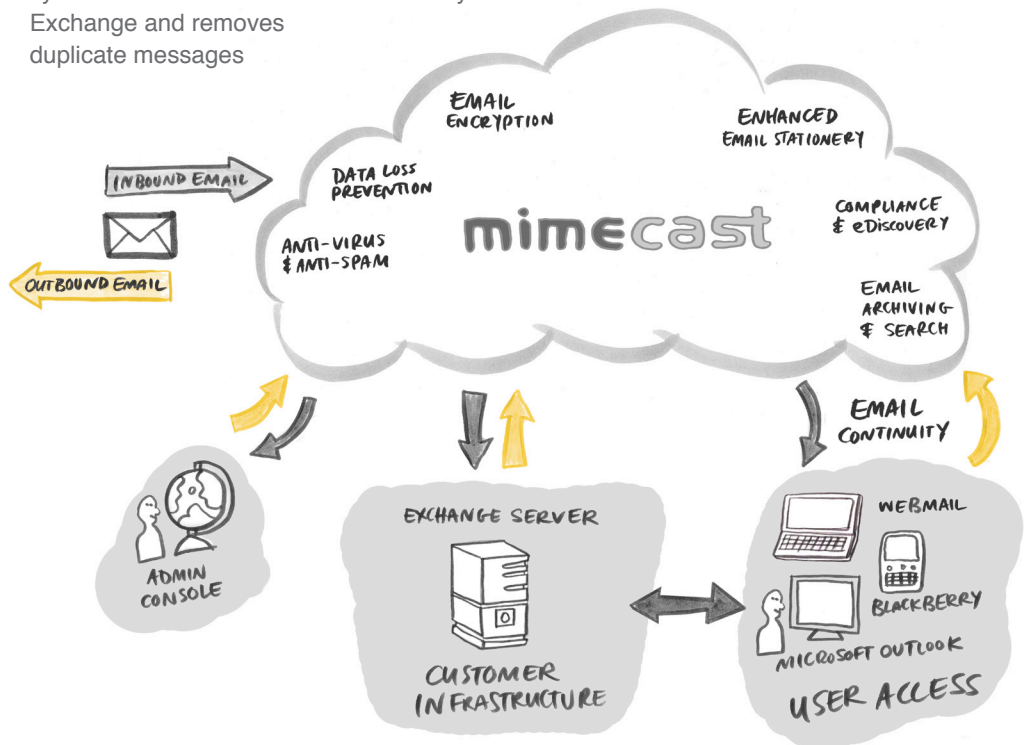 Exchange and removes
duplicate messages
EMAIL
ENCRYPTION
ENHANCED
EMAIL STATIONERY
INBOUND EMAIL
DATA LOSS
PREVENTION
mimecast
COMPLIANCE
& eDISCOVERY
ANTI-VIRUS
& ANTI-SPAM
OUTBOUND EMAIL
EMAIL
ARCHIVING
& SEARCH
EMAIL
CONTINUITY
ADMIN
CONSOLE
EXCHANGE SERVER
CUSTOMER
INFRASTRUCTURE
WEBMAIL
BLACKBERRY
MICROSOFT OUTLOOK
USER ACCESS